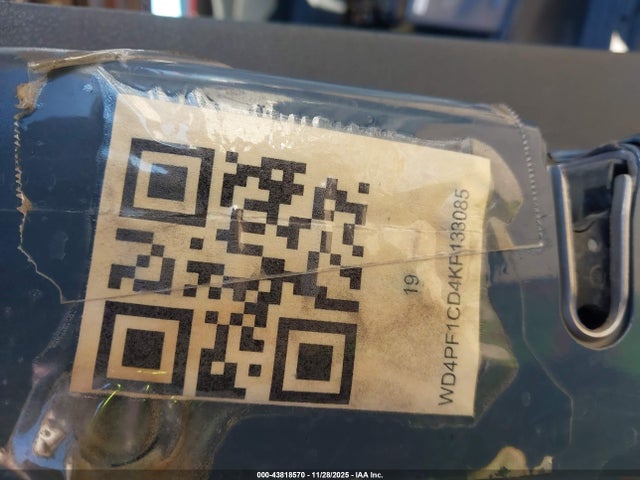 19
WD4PF1CD4KP133085
000-43818570 - 11/28/2025 - IAA Inc.